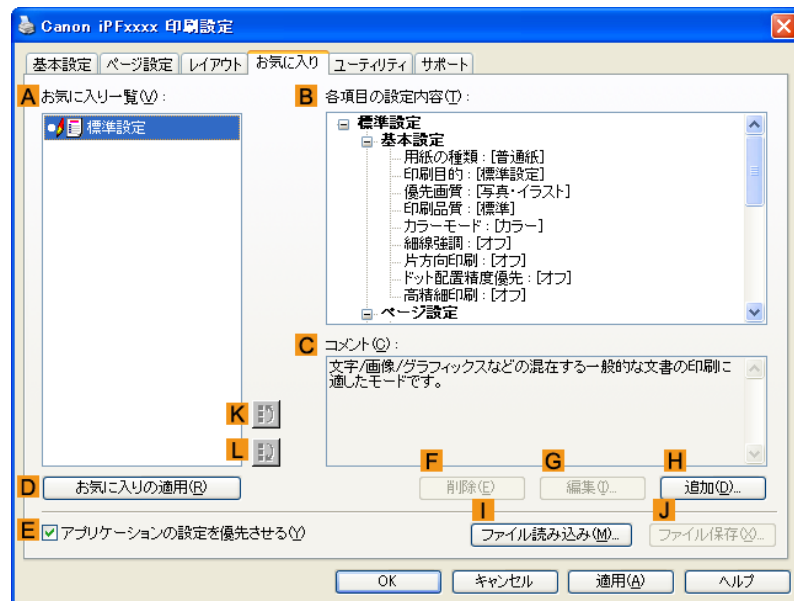 Canon iPFxxxx 印刷設定
基本設定 ページ設定 レイアウト お気に入り ユーティリティ サポート
A お気に入り一覧(V):
標準設定
B 各項目の設定内容(T):
標準設定
基本設定
用紙の種類:[普通紙]
印刷目的:[標準設定]
優先画質:[写真・イラスト]
印刷品質:[標準]
カラーモード:[カラー]
細線強調:[オフ]
片方向印刷:[オフ]
ドット配置精度優先:[オフ]
高精細印刷:[オフ]
ページ設定
C コメント(C):
文字/画像/グラフィックスなどの混在する一般的な文書の印刷に
適したモードです。
K
L
D お気に入りの適用(R)
F 削除(E)
G 編集(I)...
H 追加(D)...
E アプリケーションの設定を優先させる(Y)
I ファイル読み込み(M)...
J ファイル保存(X)...
OK キャンセル 適用(A) ヘルプ